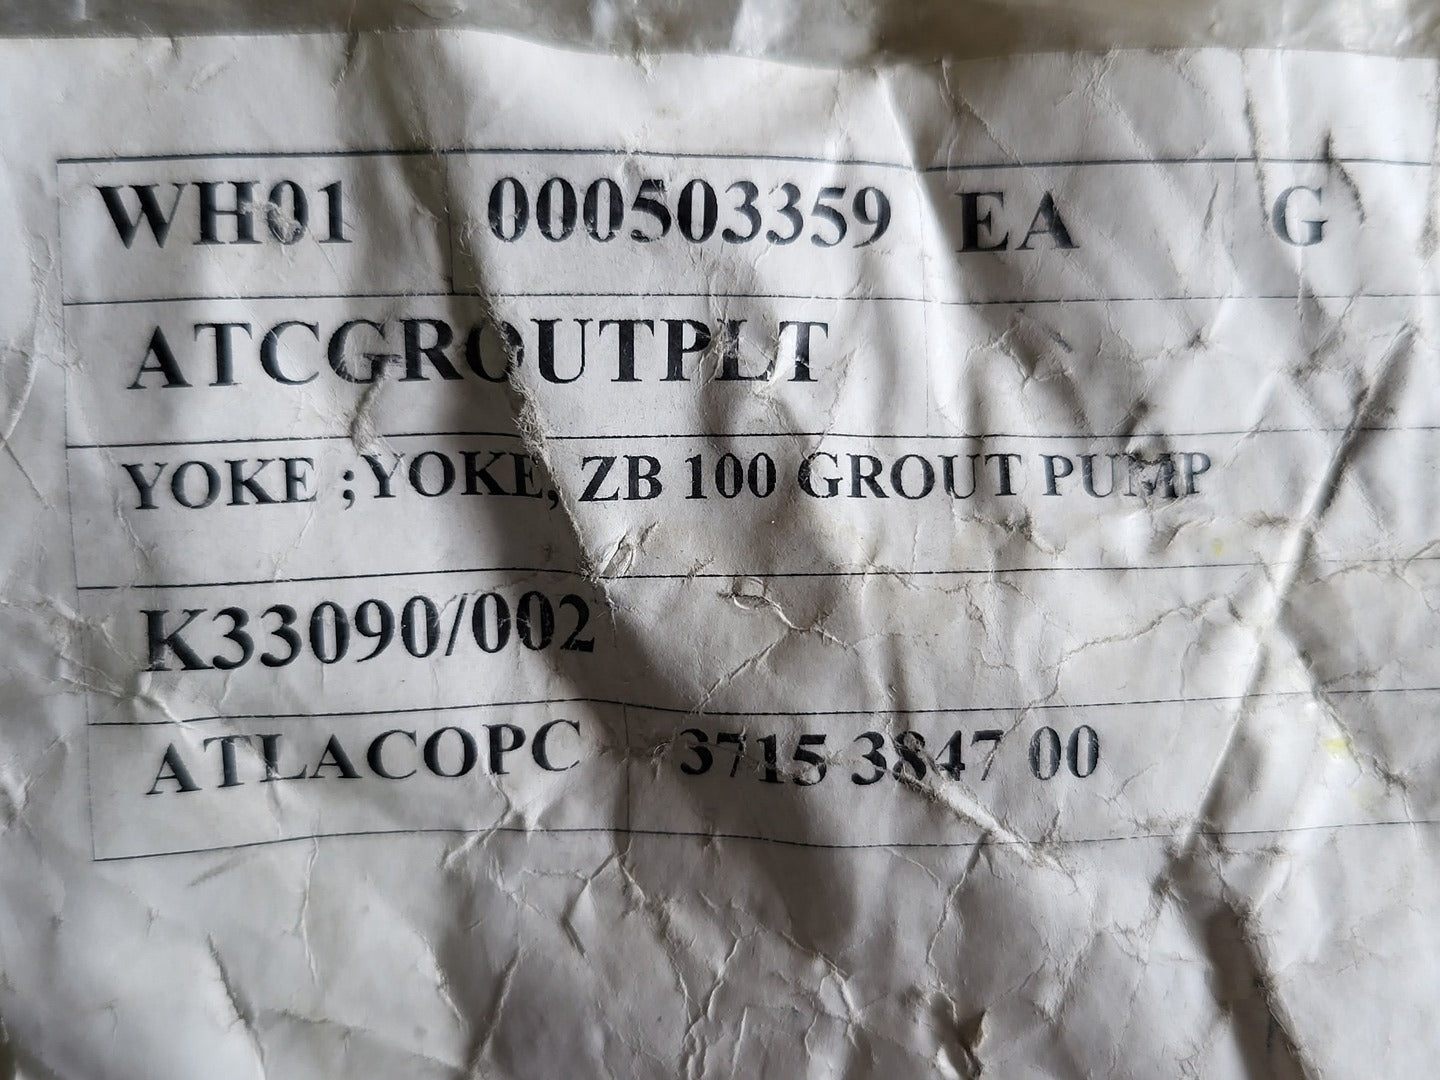 WH01 000503359 EA G
ATCGROUTPLT
YOKE ;YOKE, ZB 100 GROUT PUMP
K33090/002
ATLACOPC 3715 3847 00